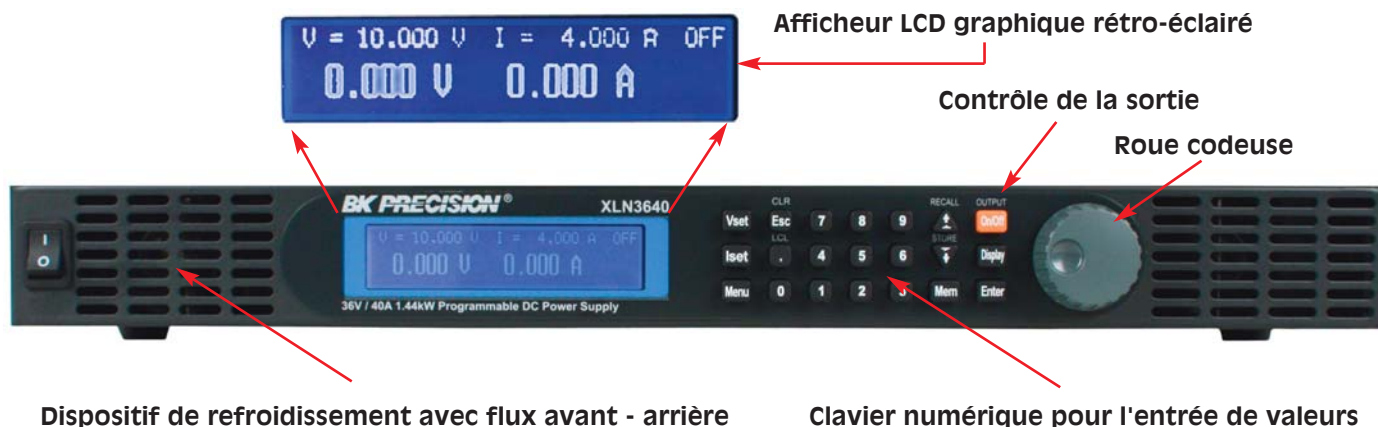 V = 10.000 V I = 4.000 A OFF
0.000 V 0.000 A
Afficheur LCD graphique rétro-éclairé
Contrôle de la sortie
Roue codeuse
BK PRECISION® XLN3640
V = 10.000 V I = 4.000 A OFF
0.000 V 0.000 A
36V / 40A 1.44kW Programmable DC Power Supply
I
O
CLR RECALL OUTPUT
Vset Esc 7 8 9 On/Off
LCL STORE
Iset . 4 5 6 Display
Menu 0 1 2 3 Mem Enter
Dispositif de refroidissement avec flux avant - arrière
Clavier numérique pour l'entrée de valeurs